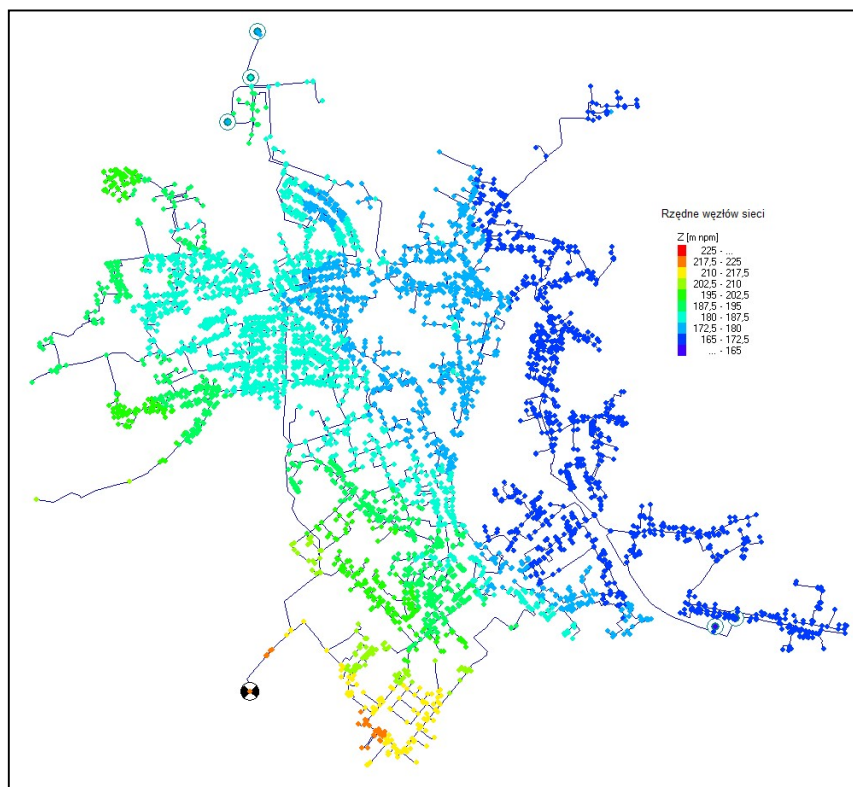 Rzędne węzłów sieci
Z [m npm]
225 - ...
217,5 - 225
210 - 217,5
202,5 - 210
195 - 202,5
187,5 - 195
180 - 187,5
172,5 - 180
165 - 172,5
... - 165